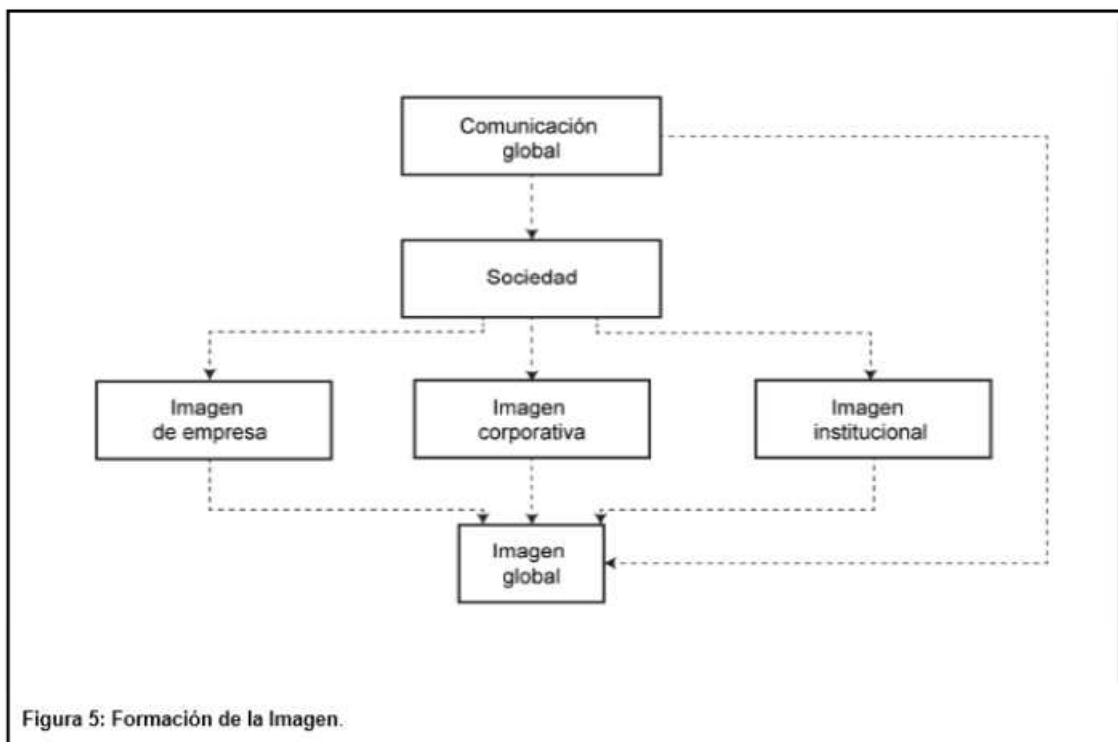 Comunicación
global
Sociedad
Imagen
de empresa
Imagen
corporativa
Imagen
institucional
Imagen
global
Figura 5: Formación de la Imagen.